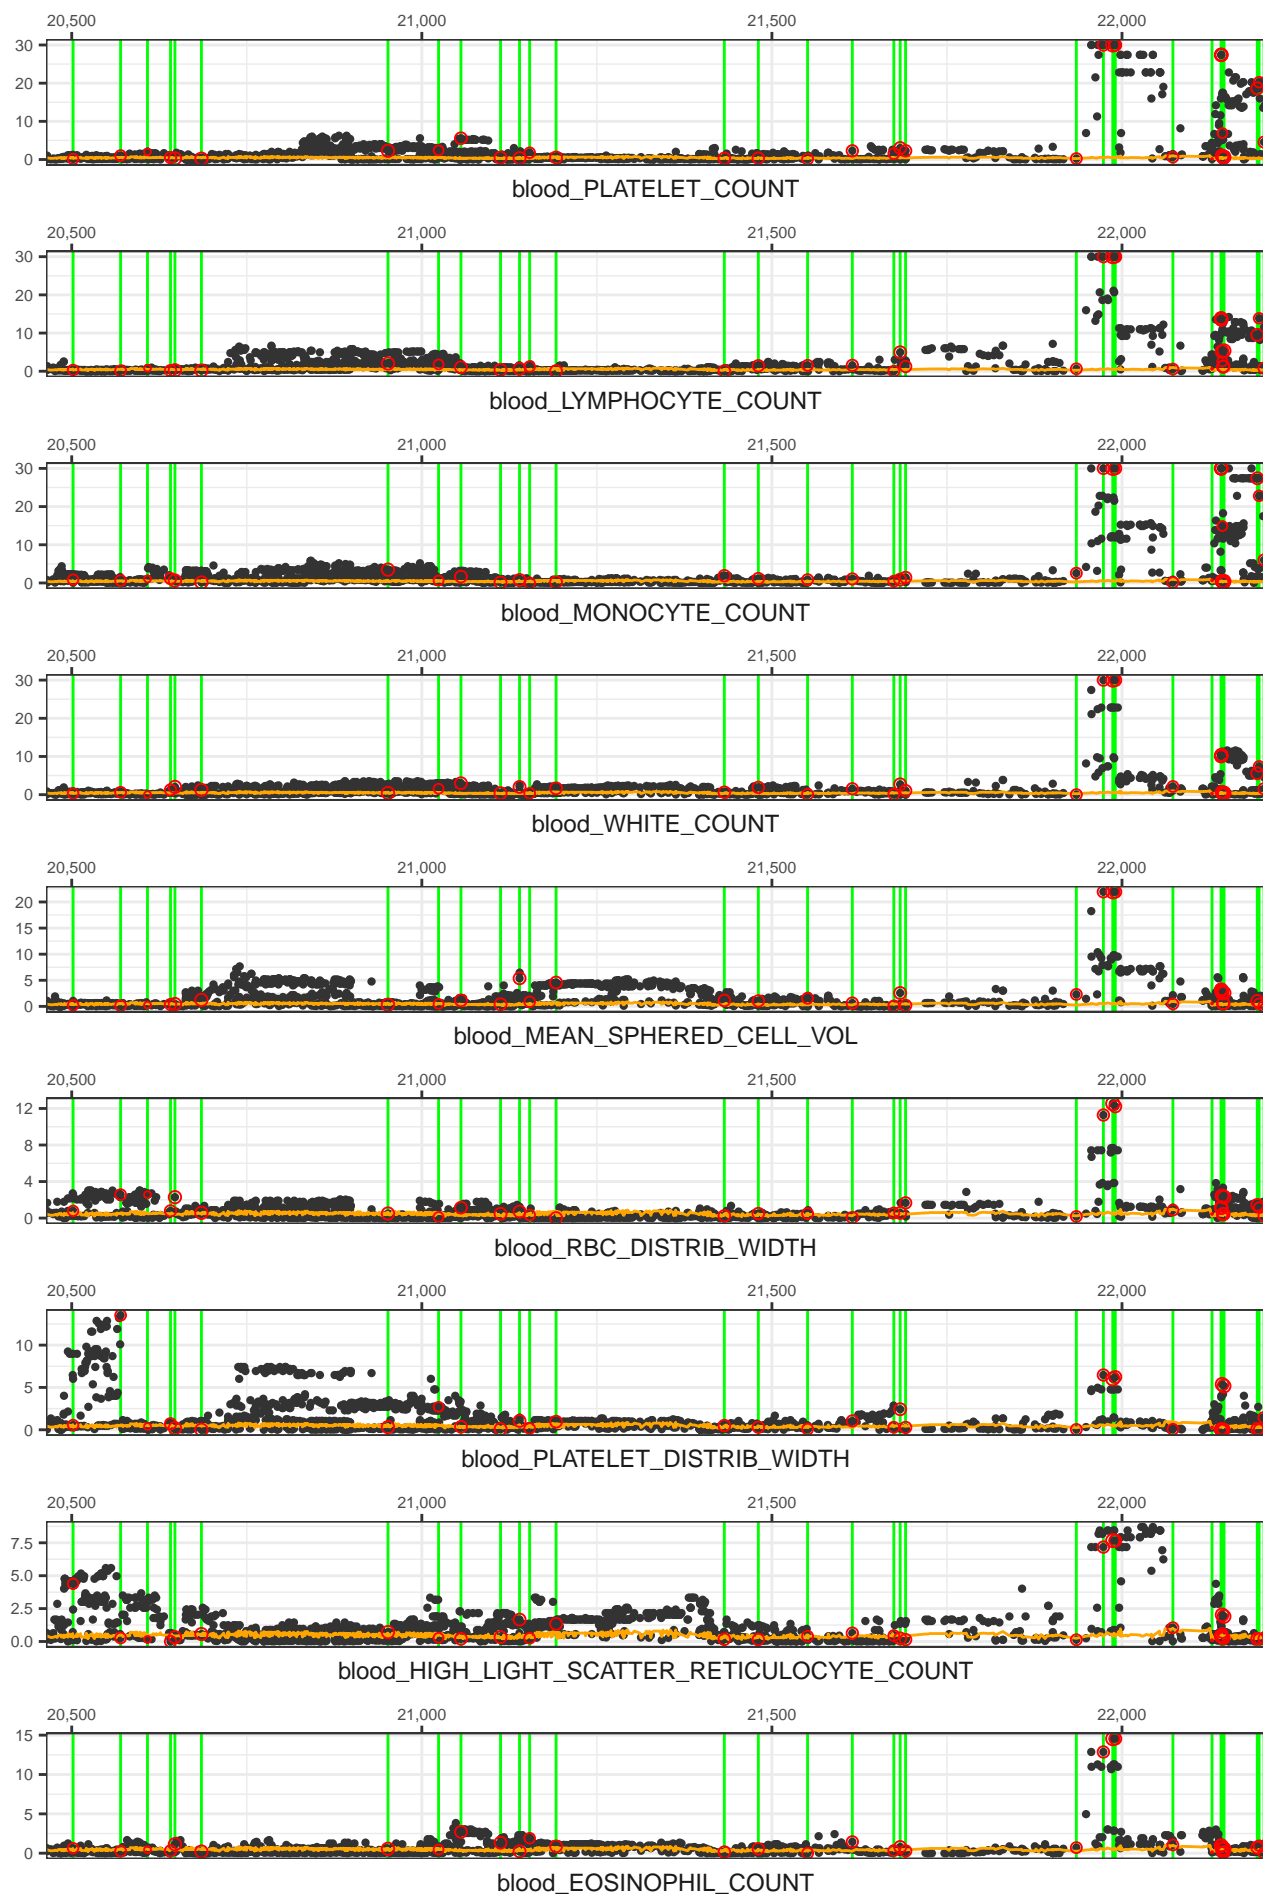 20,500 21,000 21,500 22,000
30
20
10
0
blood_PLATELET_COUNT
20,500 21,000 21,500 22,000
30
20
10
0
blood_LYMPHOCYTE_COUNT
20,500 21,000 21,500 22,000
30
20
10
0
blood_MONOCYTE_COUNT
20,500 21,000 21,500 22,000
30
20
10
0
blood_WHITE_COUNT
20,500 21,000 21,500 22,000
20
15
10
5
0
blood_MEAN_SPHERED_CELL_VOL
20,500 21,000 21,500 22,000
12
8
4
0
blood_RBC_DISTRIB_WIDTH
20,500 21,000 21,500 22,000
10
5
0
blood_PLATELET_DISTRIB_WIDTH
20,500 21,000 21,500 22,000
7.5
5.0
2.5
0.0
blood_HIGH_LIGHT_SCATTER_RETICULOCYTE_COUNT
20,500 21,000 21,500 22,000
15
10
5
0
blood_EOSINOPHIL_COUNT